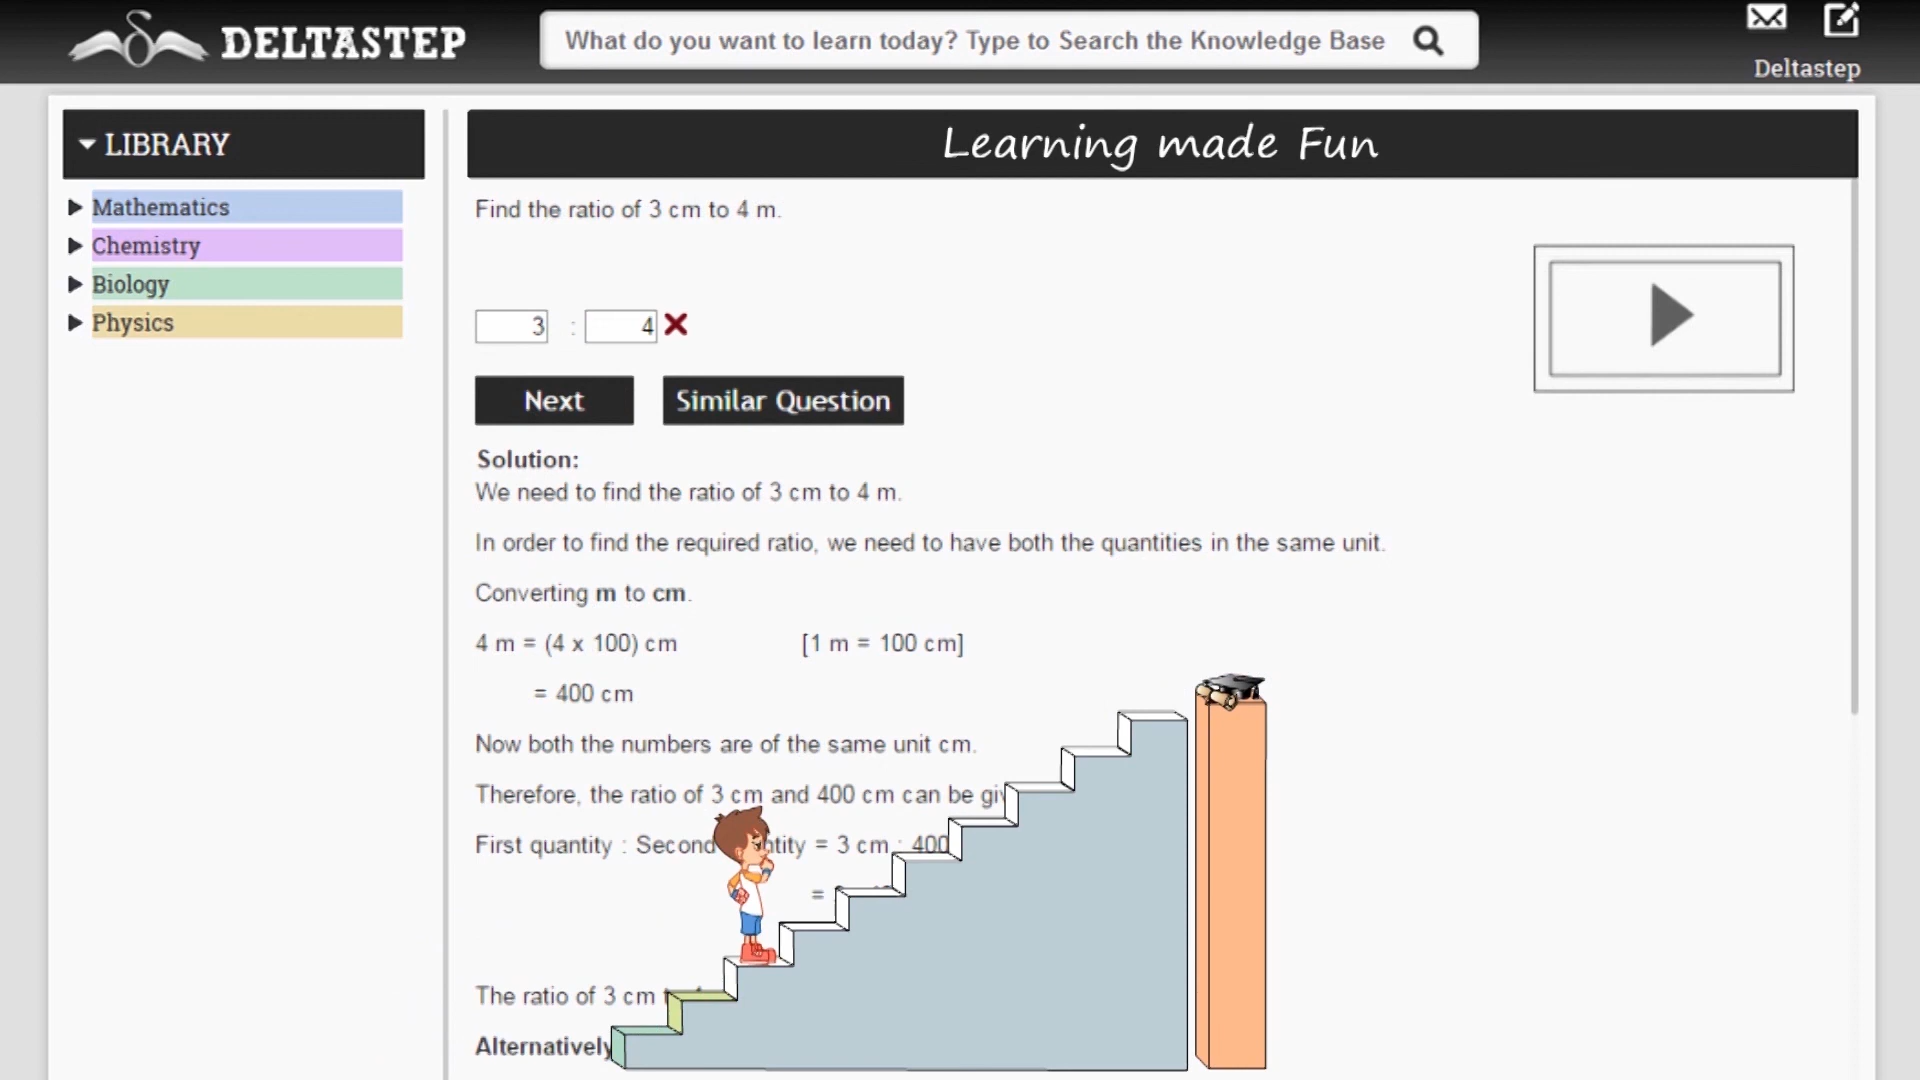 DELTASTEP
What do you want to learn today? Type to Search the Knowledge Base
Deltastep
LIBRARY
Mathematics
Chemistry
Biology
Physics
Learning made Fun
Find the ratio of 3 cm to 4 m.
3 : 4
Next Similar Question
Solution:
We need to find the ratio of 3 cm to 4 m.
In order to find the required ratio, we need to have both the quantities in the same unit.
Converting m to cm.
4 m = (4 x 100) cm [1 m = 100 cm]
= 400 cm
Now both the numbers are of the same unit cm.
Therefore, the ratio of 3 cm and 400 cm can be
First quantity : Second = 3 cm : 400
=
The ratio of 3 cm
Alternatively